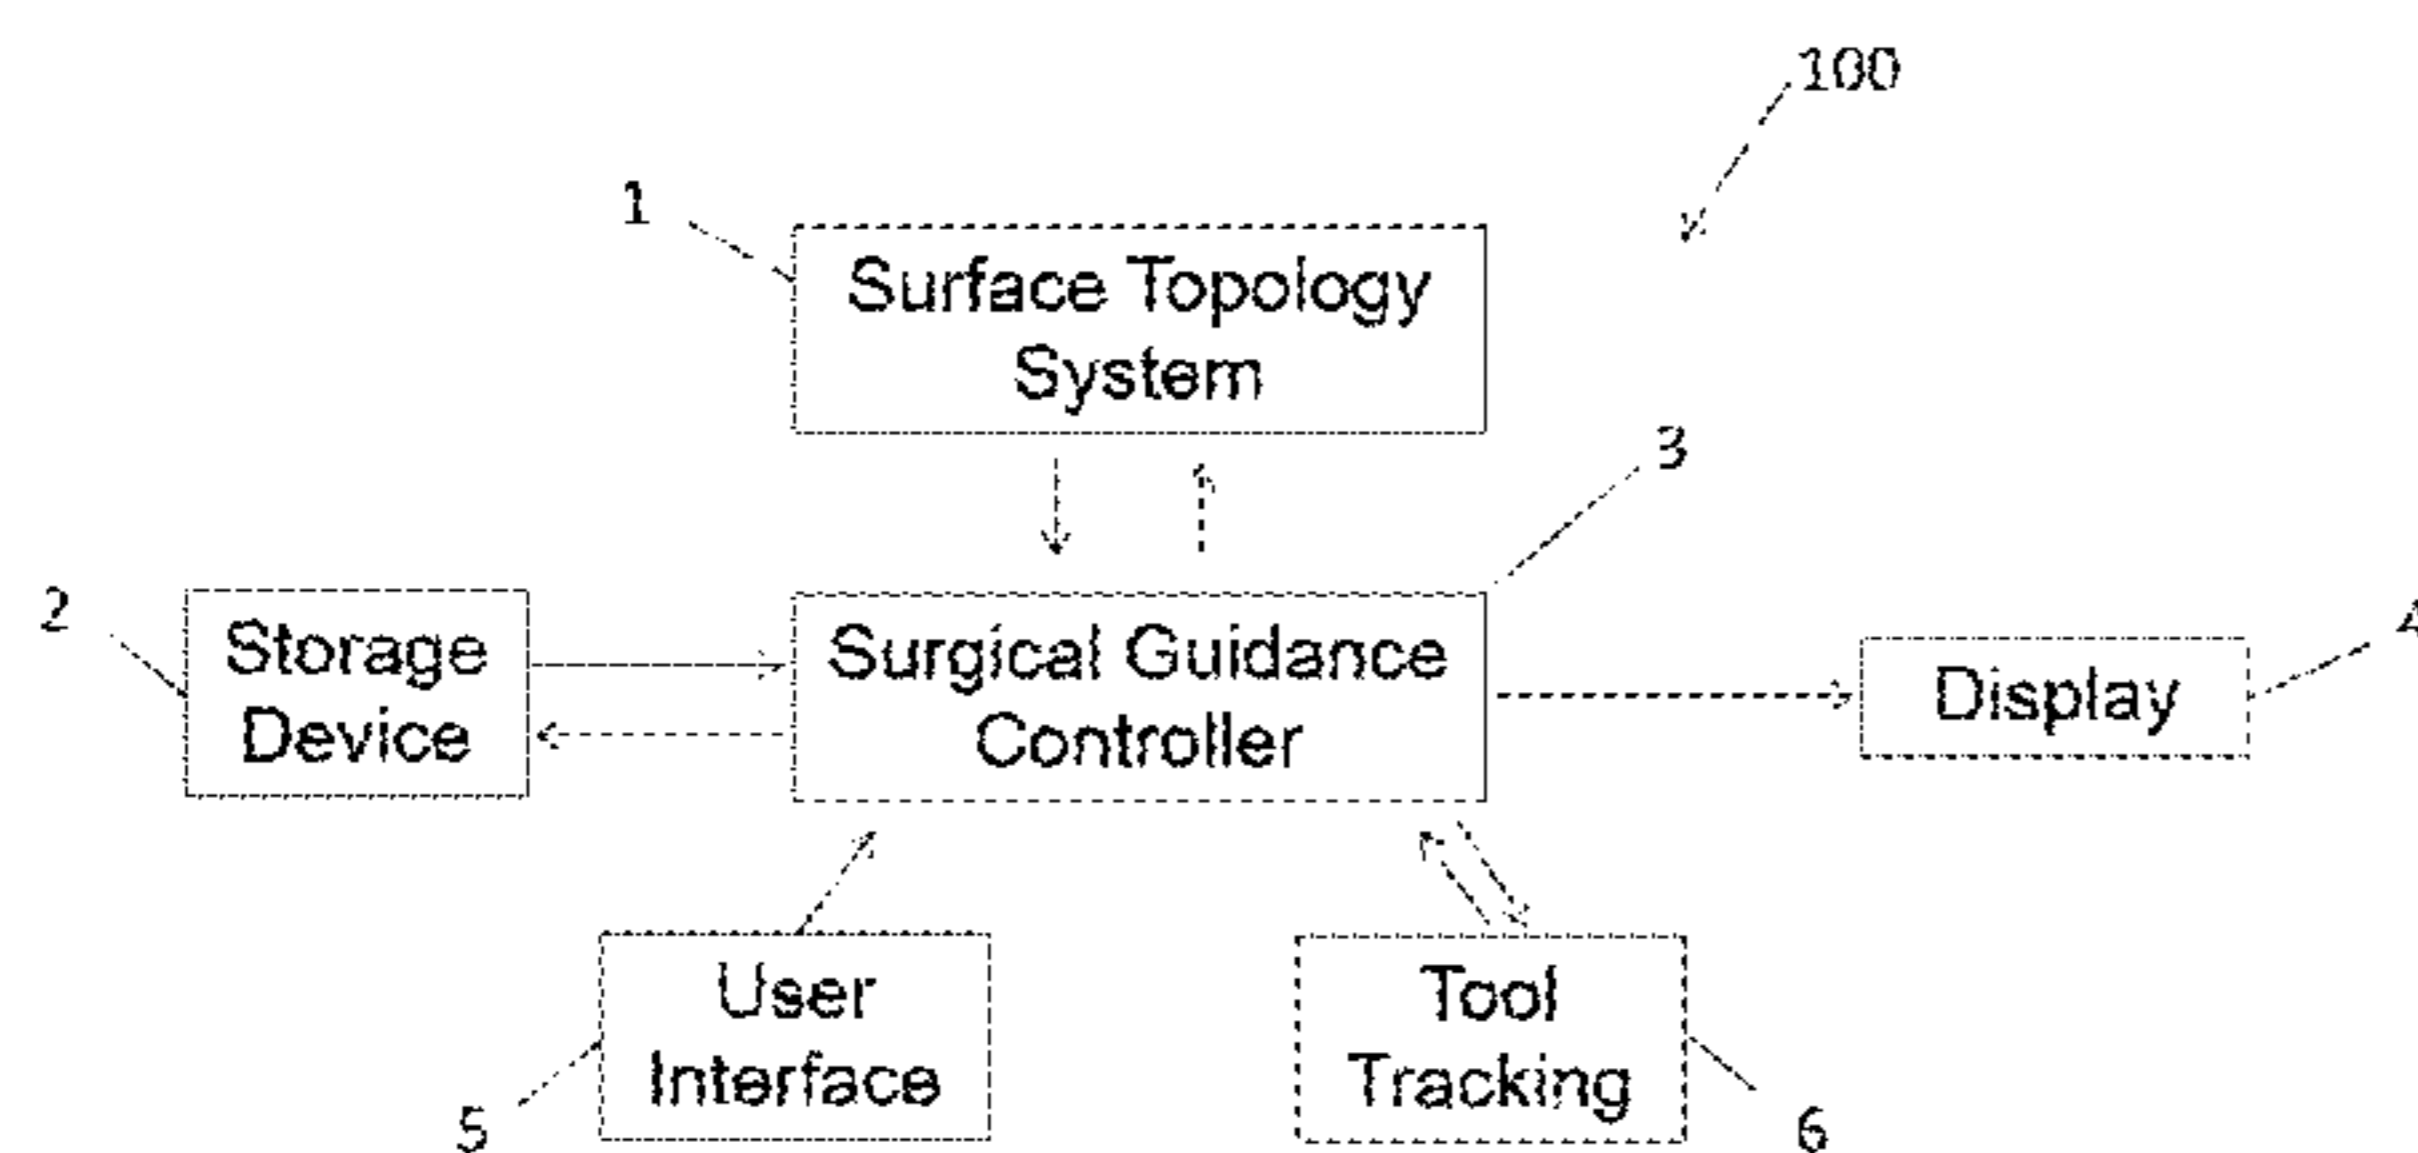 100
1
Surface Topology
System
3
2
Storage
Device
Surgical Guidance
Controller
Display
4
User
Interface
Tool
Tracking
5
6